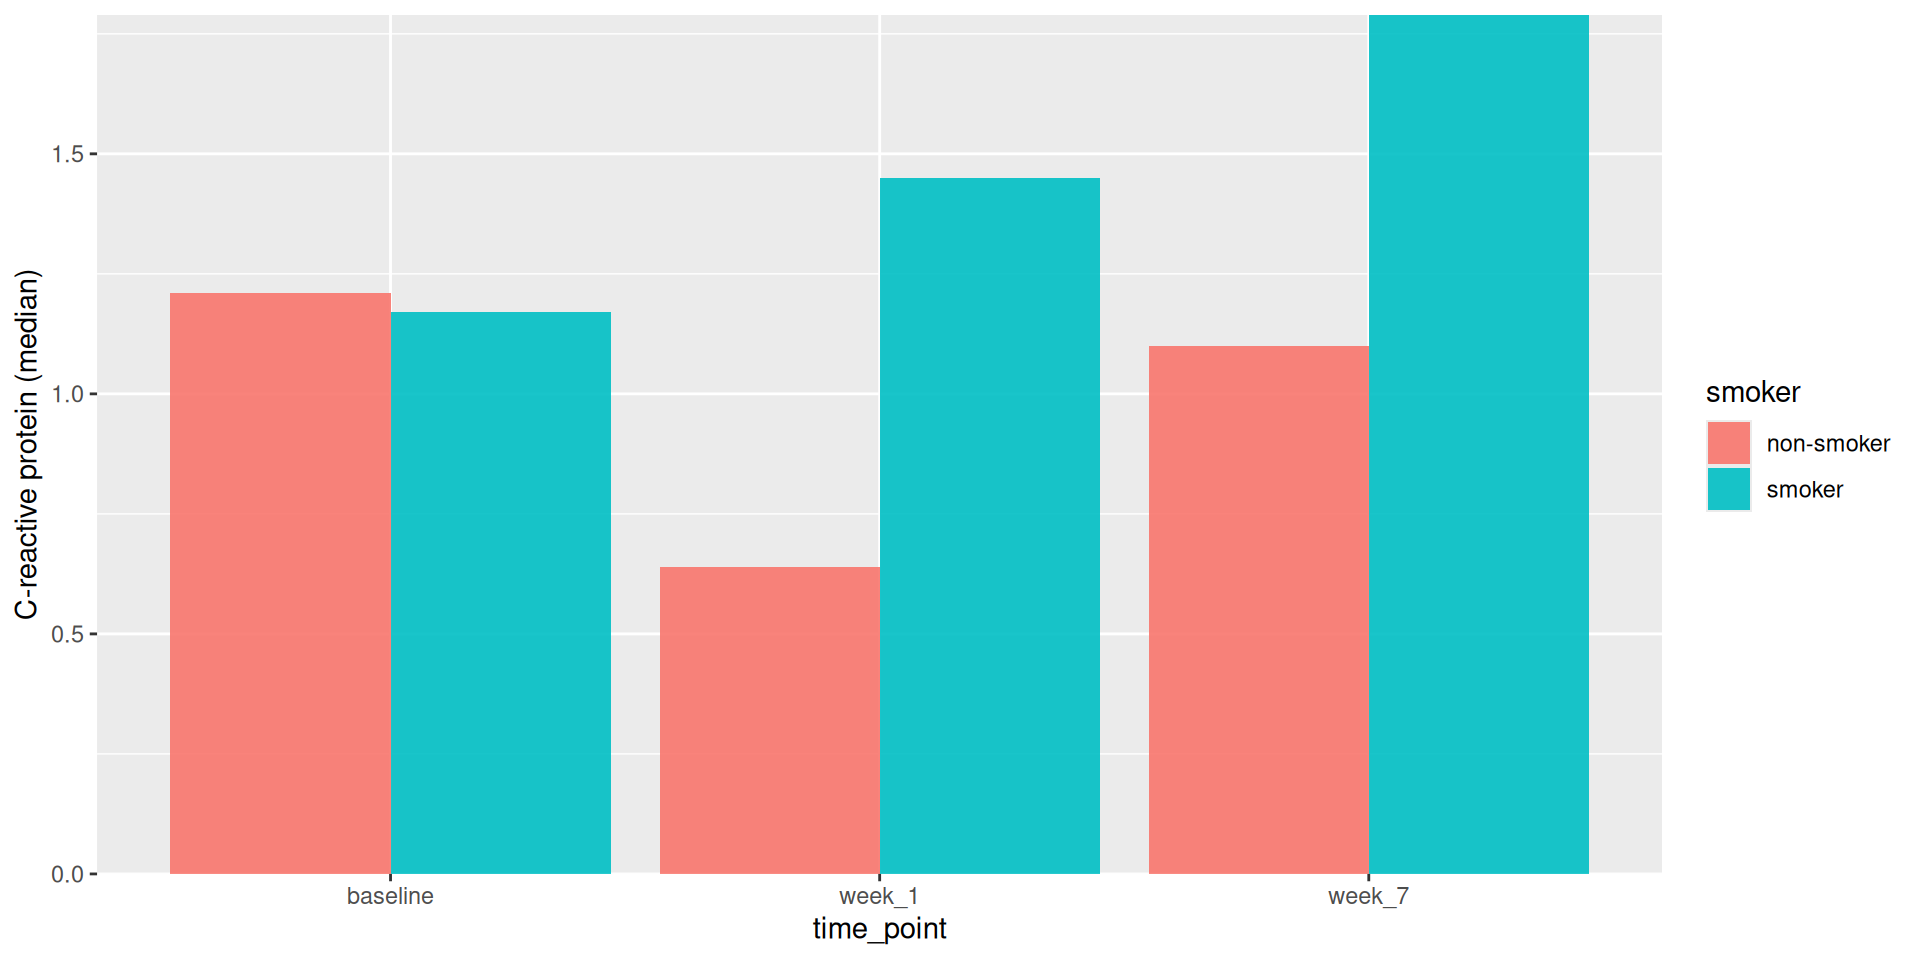 C-reactive protein (median)
1.5
1.0
0.5
0.0
baseline
week_1
week_7
time_point
smoker
non-smoker
smoker